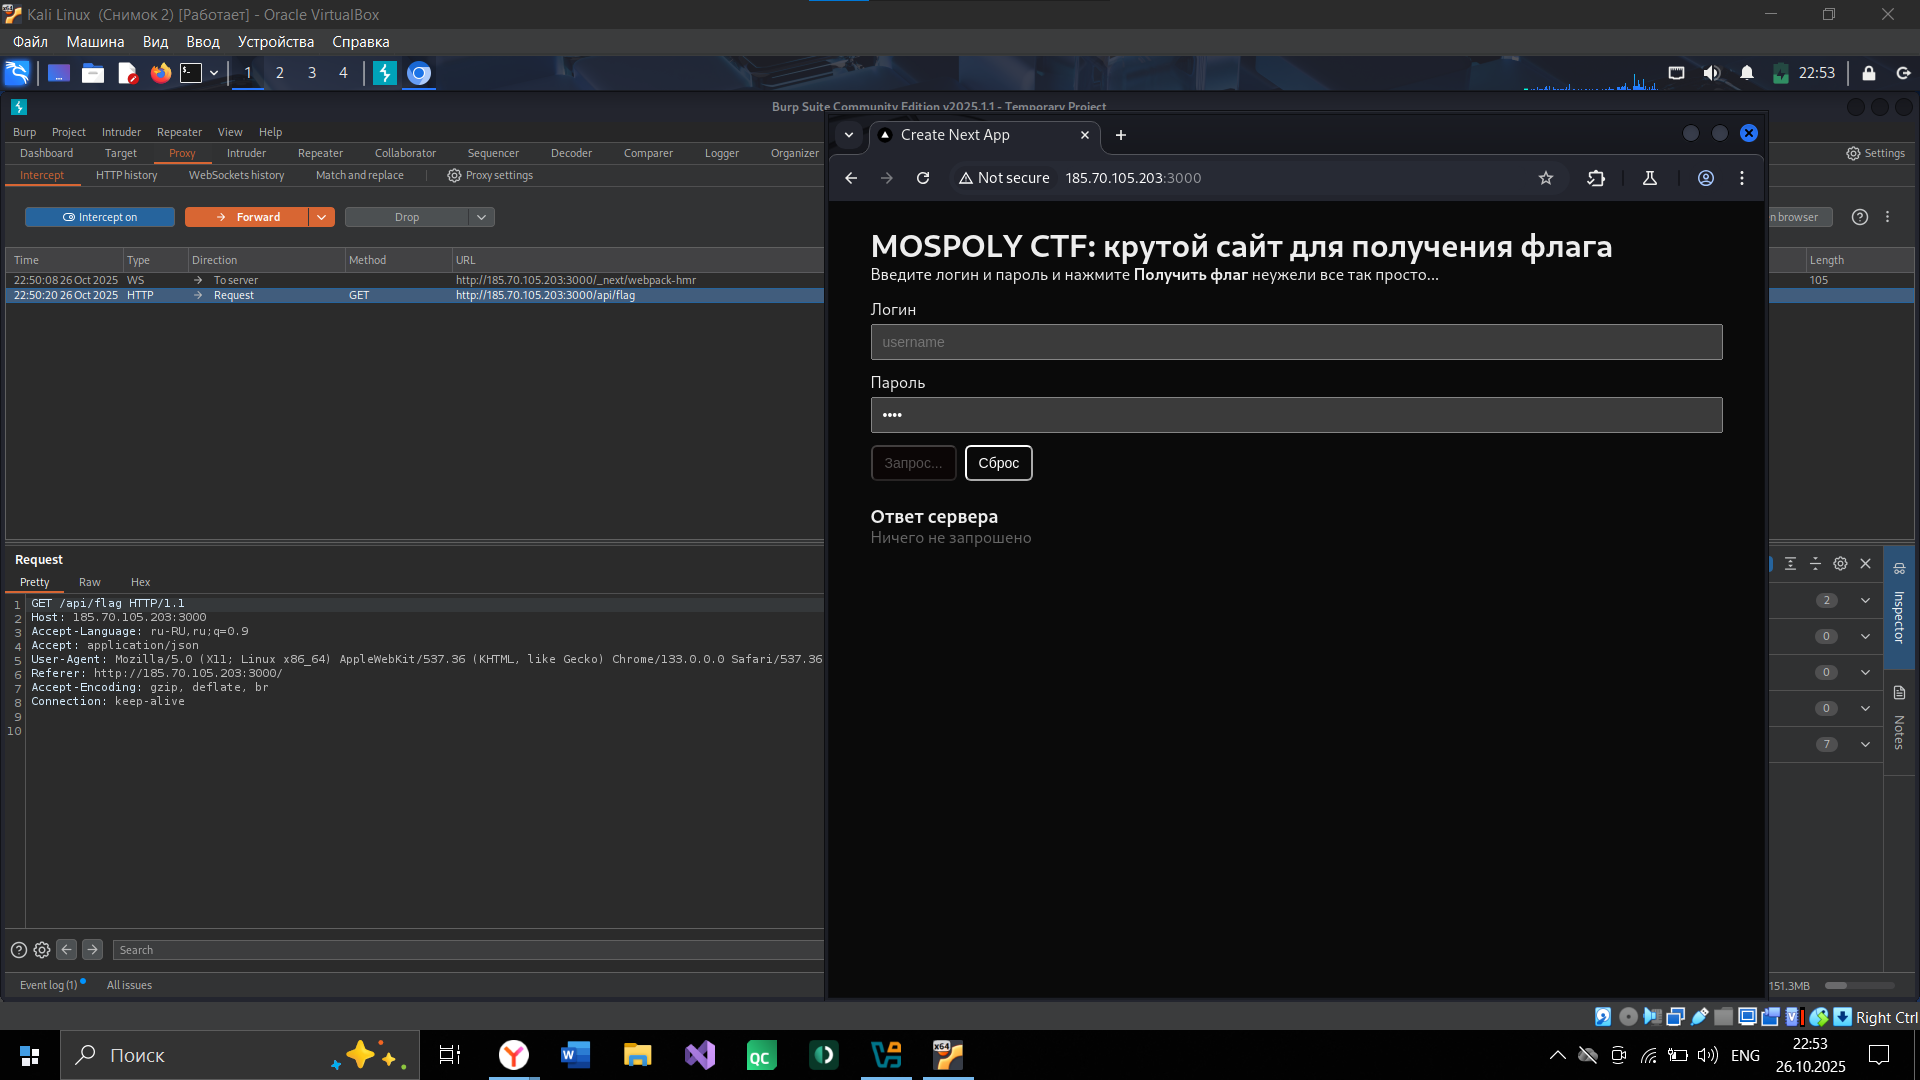 Kali Linux (Снимок 2) [Работает] - Oracle VirtualBox
Файл Машина Вид Ввод Устройства Справка
1 2 3 4 22:53
Burp Suite Community Edition v2025.1.1 - Temporary Project
Burp Project Intruder Repeater View Help
Dashboard Target Proxy Intruder Repeater Collaborator Sequencer Decoder Comparer Logger Organizer Settings
Intercept HTTP history WebSockets history Match and replace Proxy settings
Intercept on Forward Drop n browser
Time Type Direction Method URL Length
22:50:08 26 Oct 2025 WS → To server http://185.70.105.203:3000/_next/webpack-hmr 105
22:50:20 26 Oct 2025 HTTP → Request GET http://185.70.105.203:3000/api/flag
Request
Pretty Raw Hex
1 GET /api/flag HTTP/1.1
2 Host: 185.70.105.203:3000
3 Accept-Language: ru-RU,ru;q=0.9
4 Accept: application/json
5 User-Agent: Mozilla/5.0 (X11; Linux x86_64) AppleWebKit/537.36 (KHTML, like Gecko) Chrome/133.0.0.0 Safari/537.36
6 Referer: http://185.70.105.203:3000/
7 Accept-Encoding: gzip, deflate, br
8 Connection: keep-alive
9
10
Search
Event log (1) All issues
Create Next App
Not secure 185.70.105.203:3000
MOSPOLY CTF: крутой сайт для получения флага
Введите логин и пароль и нажмите Получить флаг неужели все так просто...
Логин
username
Пароль
••••
Запрос... Сброс
Ответ сервера
Ничего не запрошено
2
0
0
0
7
Inspector
Notes
151.3MB
Right Ctrl
Поиск
ENG
22:53
26.10.2025